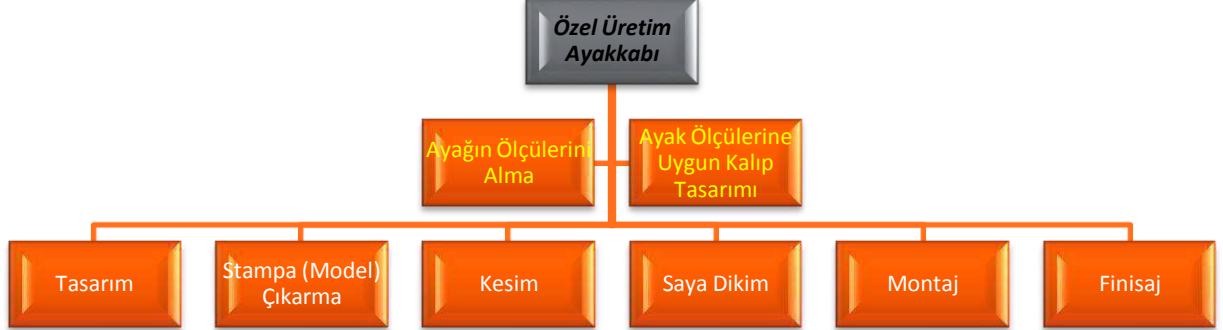 Özel Üretim
Ayakkabı
Ayağın Ölçülerini
Alma
Ayak Ölçülerine
Uygun Kalıp
Tasarımı
Tasarım
Stampa (Model)
Çıkarma
Kesim
Saya Dikim
Montaj
Finisaj